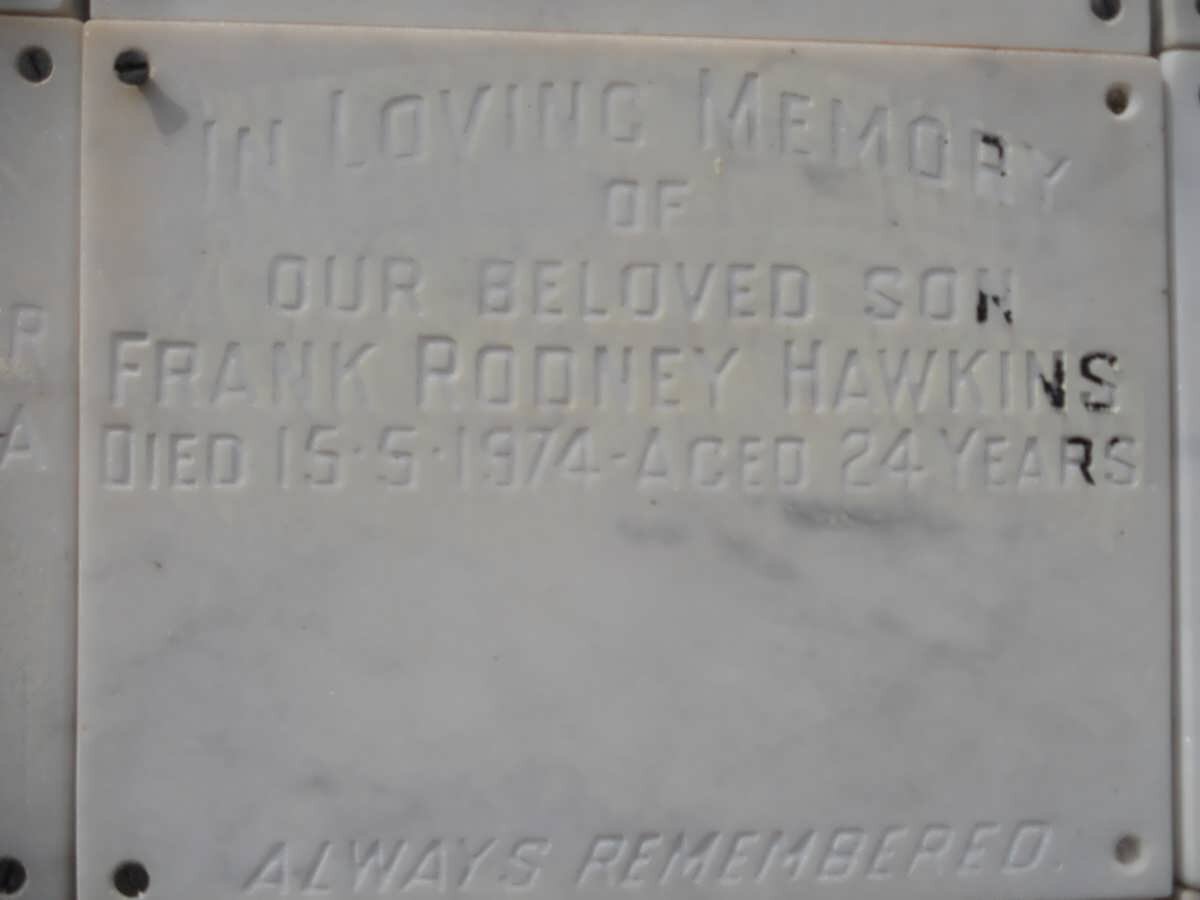 IN LOVING MEMORY
OF
OUR BELOVED SON
FRANK RODNEY HAWKINS
DIED 15·5·1974-AGED 24 YEARS.
ALWAYS REMEMBERED.